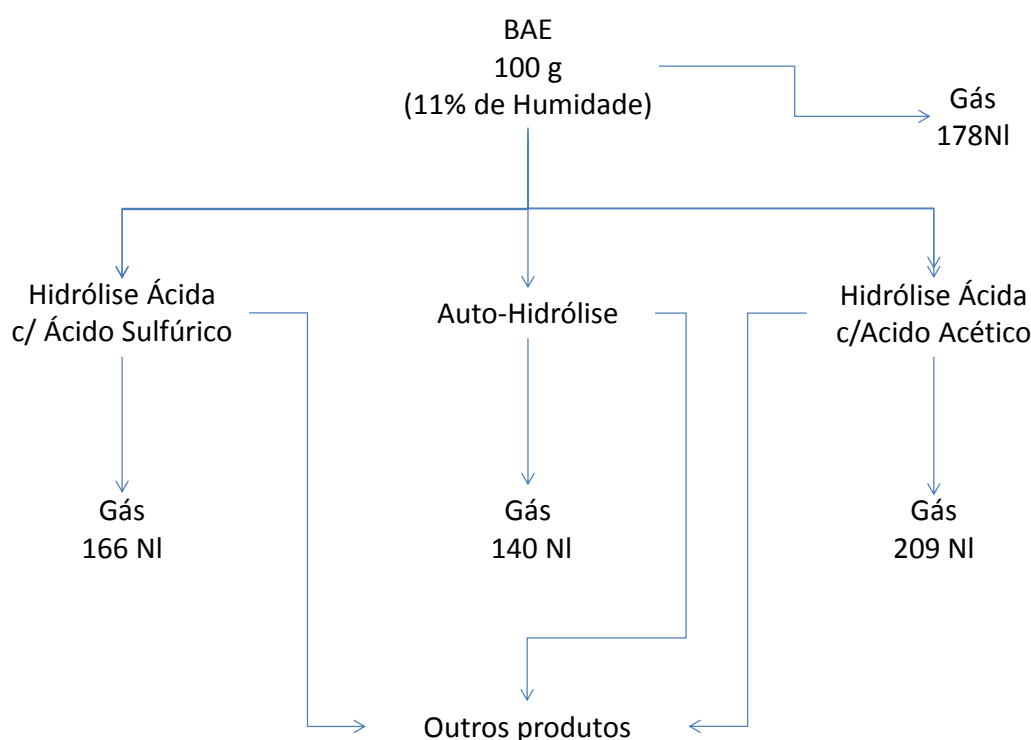 BAE
100 g
(11% de Humidade)
Gás
178Nl
Hidrólise Ácida
c/ Ácido Sulfúrico
Auto-Hidrólise
Hidrólise Ácida
c/Acido Acético
Gás
166 Nl
Gás
140 Nl
Gás
209 Nl
Outros produtos